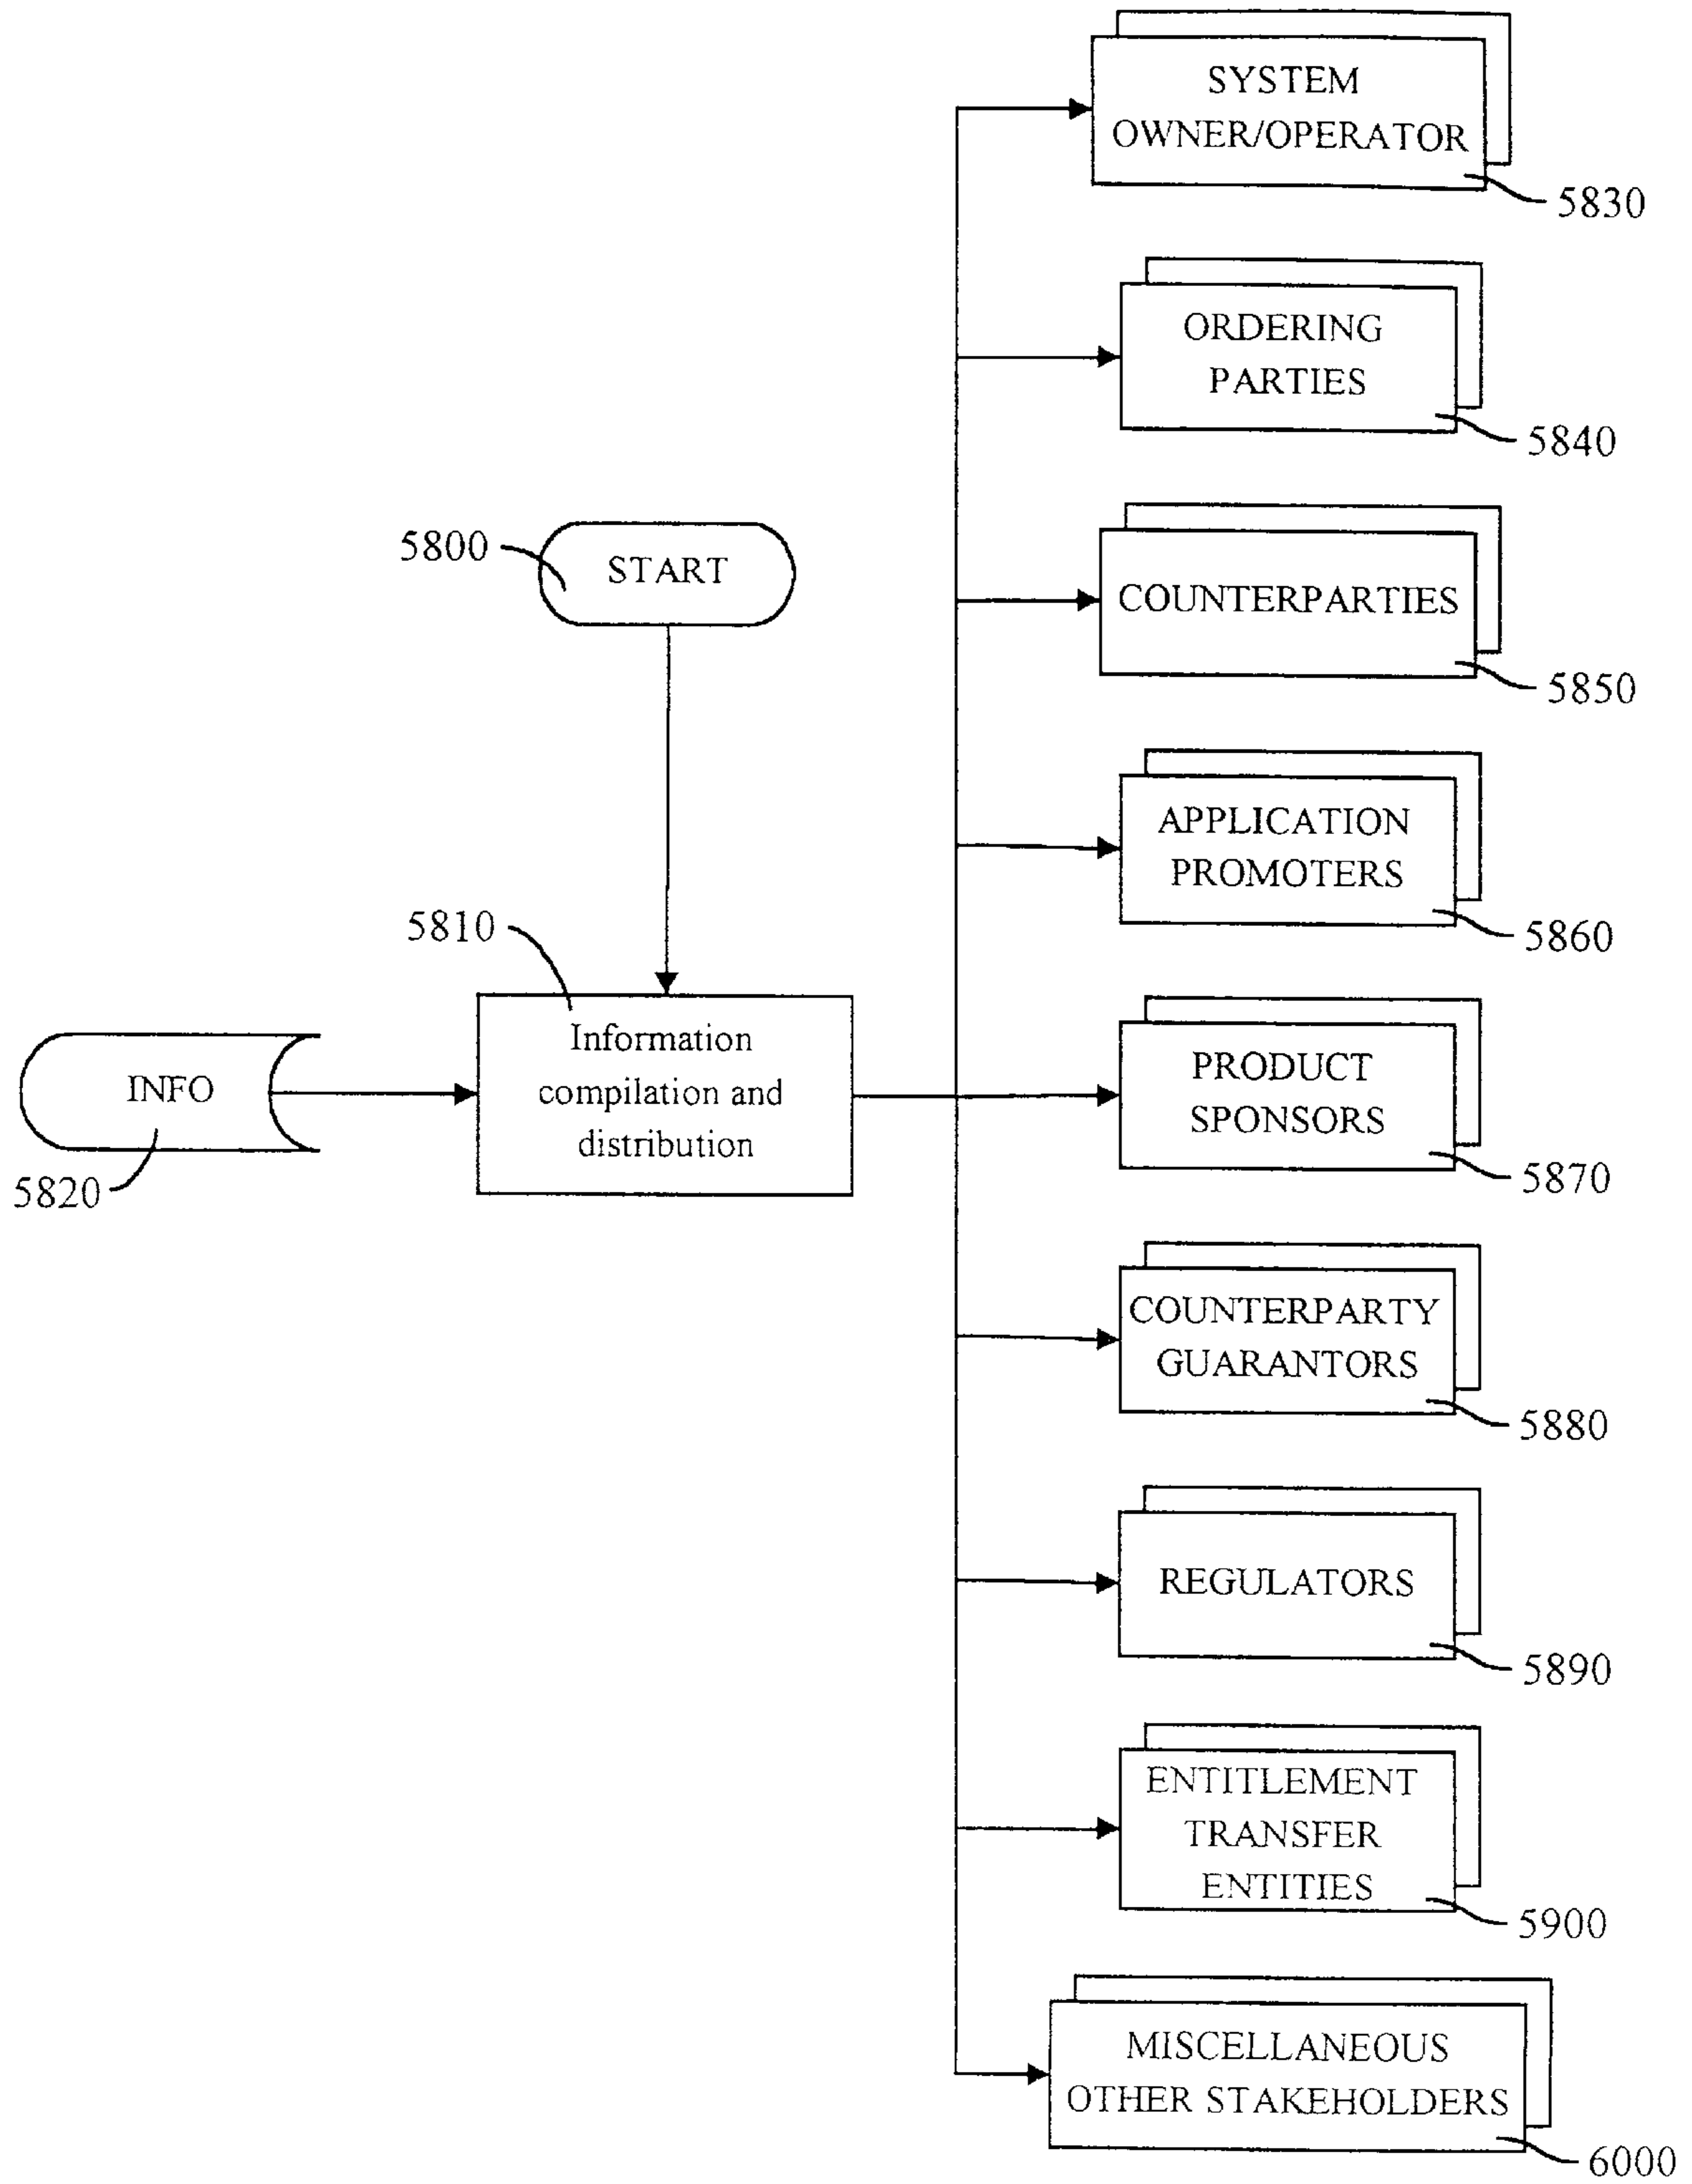 SYSTEM
OWNER/OPERATOR
5830
ORDERING
PARTIES
5840
5800
START
COUNTERPARTIES
5850
APPLICATION
PROMOTERS
5860
5810
Information
compilation and
distribution
INFO
5820
PRODUCT
SPONSORS
5870
COUNTERPARTY
GUARANTORS
5880
REGULATORS
5890
ENTITLEMENT
TRANSFER
ENTITIES
5900
MISCELLANEOUS
OTHER STAKEHOLDERS
6000